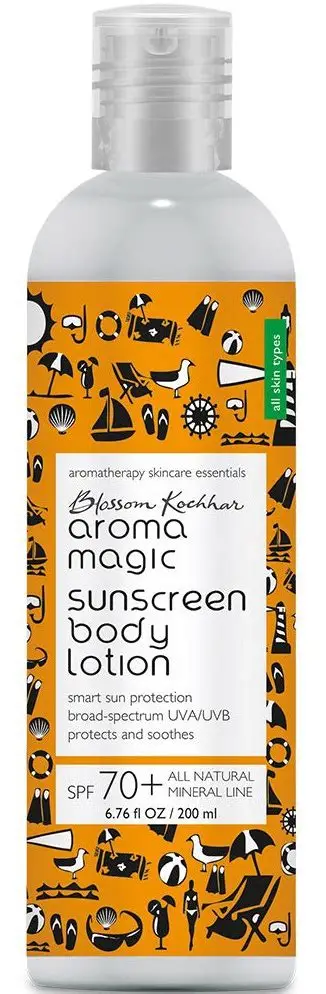 all skin types
aromatherapy skincare essentials
Blossom Kochhar
aroma
magic
sunscreen
body
lotion
smart sun protection
broad-spectrum UVA/UVB
protects and soothes
SPF 70+ ALL NATURAL
MINERAL LINE
6.76 fl OZ / 200 ml